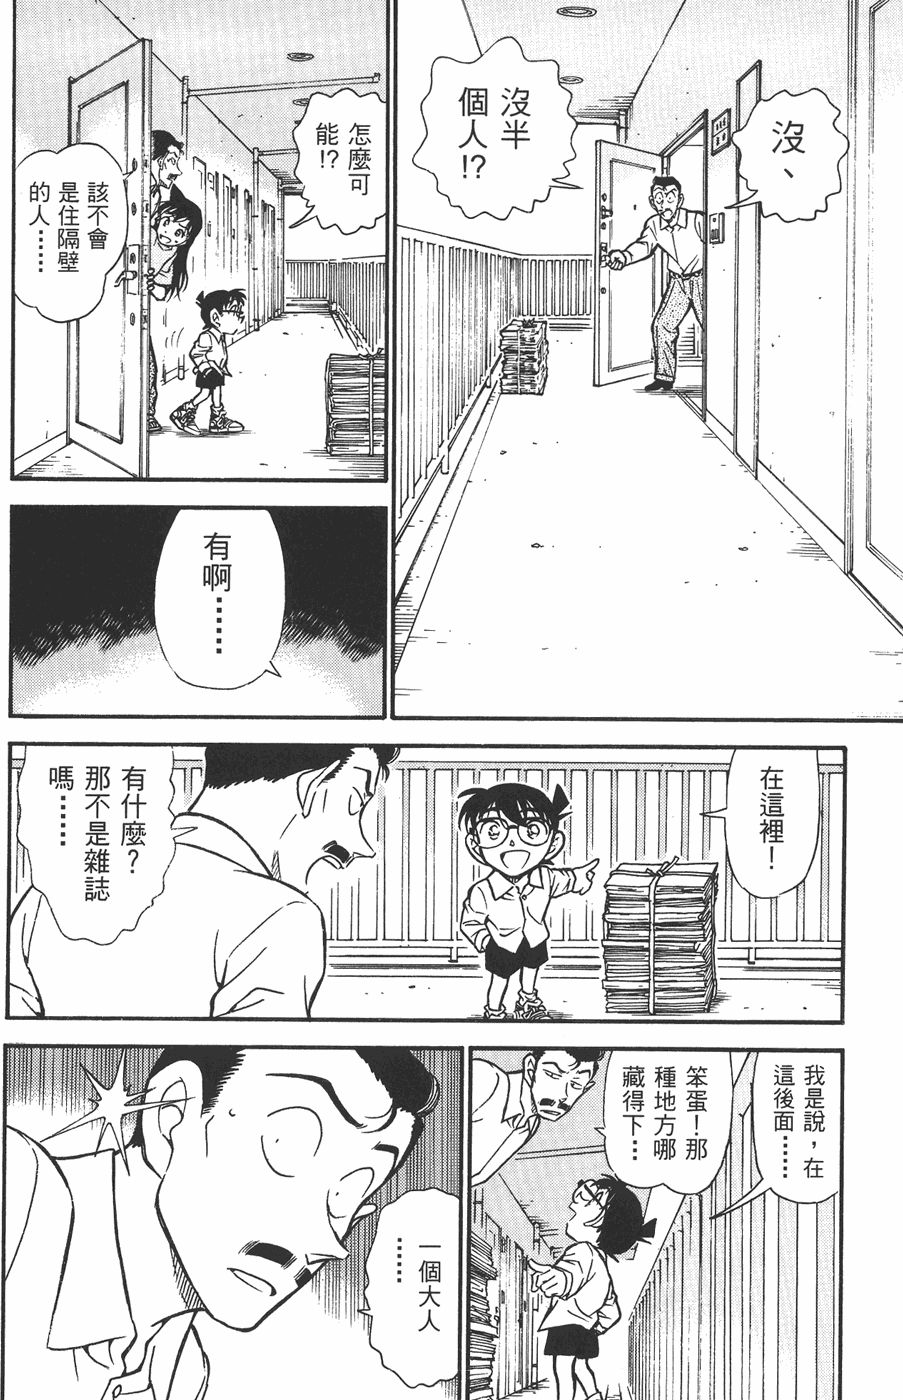 沒、
沒半
個人!?
怎麼可
能!?
該不會
是住隔壁
的人……
有啊……
在這裡！
有什麼？
那不是雜誌
嗎……
我是說，在
這後面……
笨蛋！那
種地方哪
藏得下…
一個大人
……